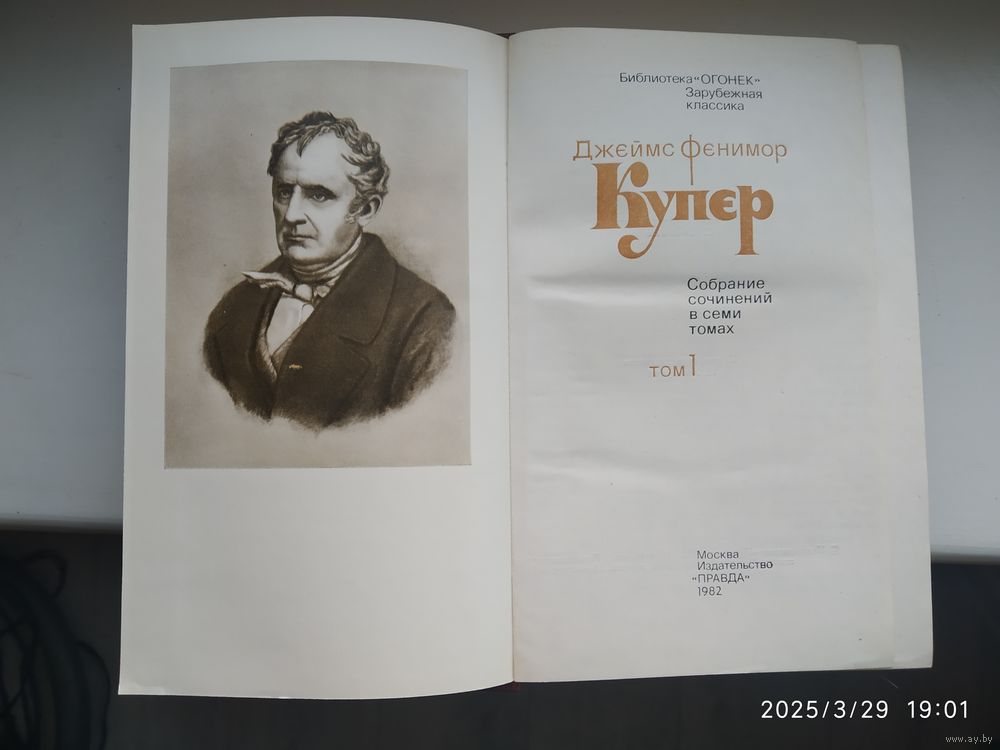 Библиотека «ОГОНЕК»
Зарубежная
классика
Джеймс Фенимор
Купер
Собрание
сочинений
в семи
томах
том 1
Москва
Издательство
«ПРАВДА»
1982
2025/3/29 19:01
www.ay.by